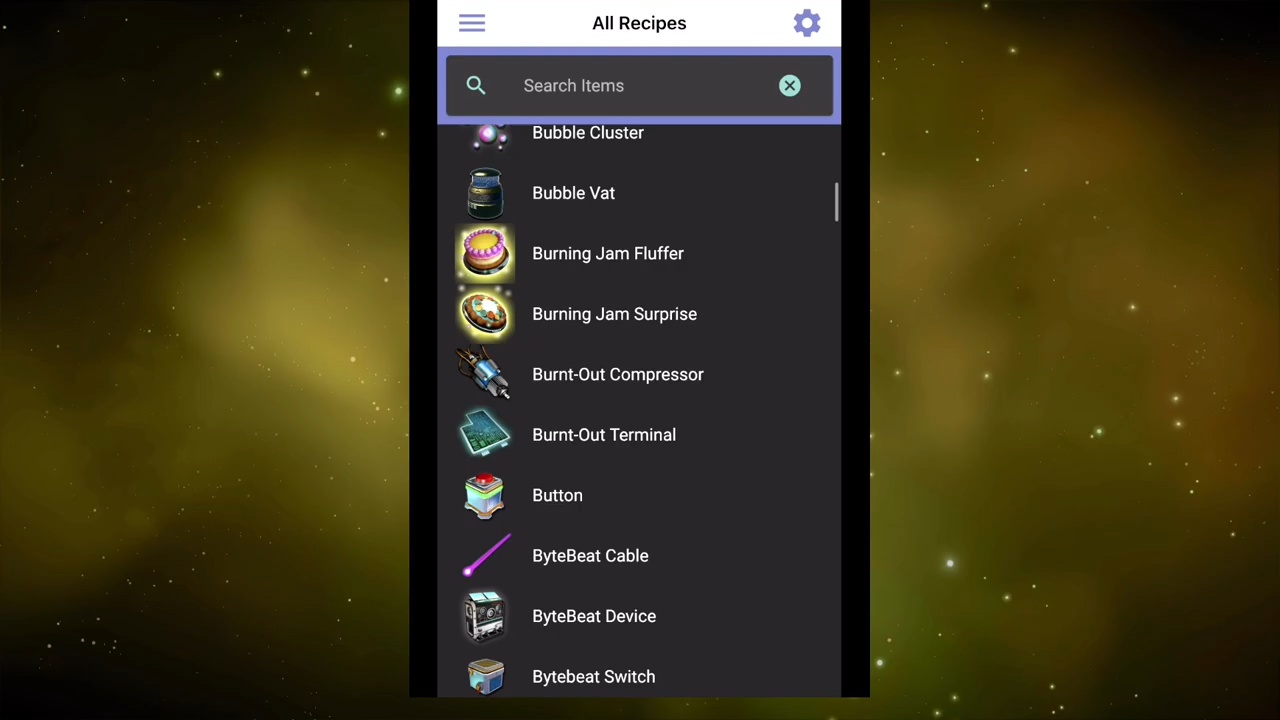 All Recipes
Search Items
Bubble Cluster
Bubble Vat
Burning Jam Fluffer
Burning Jam Surprise
Burnt-Out Compressor
Burnt-Out Terminal
Button
ByteBeat Cable
ByteBeat Device
Bytebeat Switch